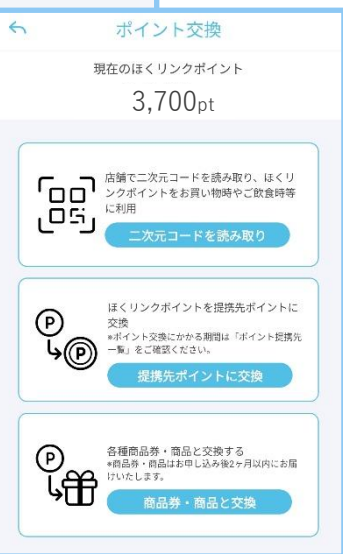 ポイント交換
現在のほくリンクポイント
3,700pt
店舗で二次元コードを読み取り、ほくリ
ンクポイントをお買い物時やご飲食時等
に利用
二次元コードを読み取り
ほくリンクポイントを提携先ポイントに
交換
※ポイント交換にかかる期間は「ポイント提携先
一覧」をご確認ください。
提携先ポイントに交換
各種商品券・商品と交換する
※商品券・商品はお申し込み後2ヶ月以内にお届
けいたします。
商品券・商品と交換